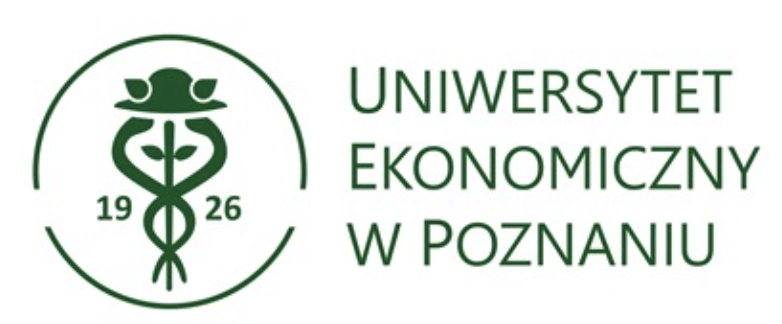 19 26
UNIWERSYTET
EKONOMICZNY
W POZNANIU